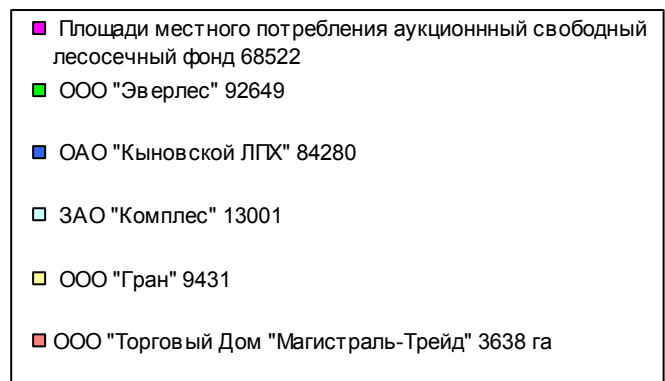 Площади местного потребления аукционнный свободный
лесосечный фонд 68522
ООО "Эверлес" 92649
ОАО "Кыновской ЛПХ" 84280
ЗАО "Комплес" 13001
ООО "Гран" 9431
ООО "Торговый Дом "Магистраль-Трейд" 3638 га